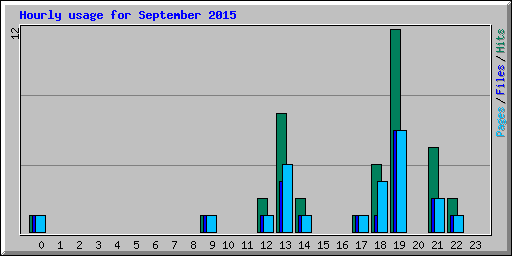 Hourly usage for September 2015
12
Pages/Files/Hits
0 1 2 3 4 5 6 7 8 9 10 11 12 13 14 15 16 17 18 19 20 21 22 23